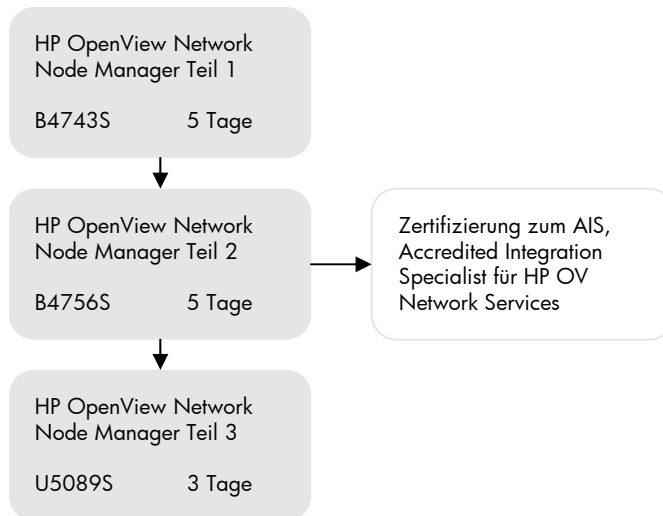 HP OpenView Network
Node Manager Teil 1
B4743S 5 Tage
HP OpenView Network
Node Manager Teil 2
B4756S 5 Tage
Zertifizierung zum AIS,
Accredited Integration
Specialist für HP OV
Network Services
HP OpenView Network
Node Manager Teil 3
U5089S 3 Tage